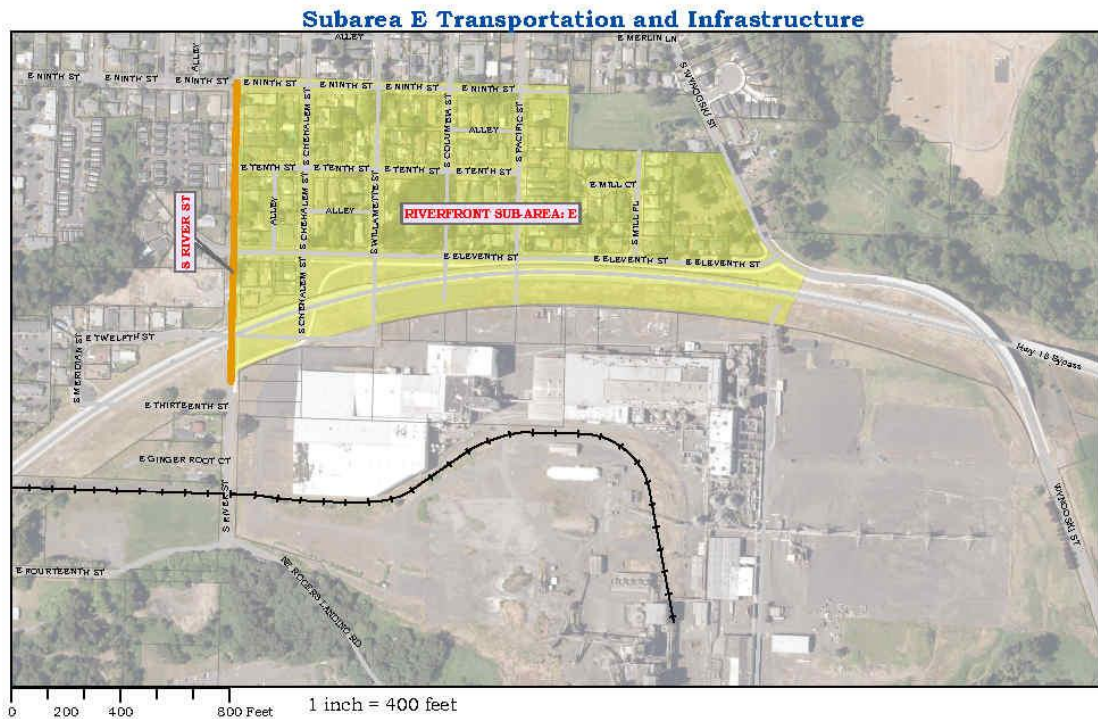 Subarea E Transportation and Infrastructure
ALLEY
E MERLIN LN
ALLEY
S WYNOOSKI ST
E NINTH ST
E NINTH ST
E NINTH ST
E NINTH ST
E NINTH ST
E NINTH ST
S CHEHALEM ST
S COLUMBIA ST
S PACIFIC ST
ALLEY
E TENTH ST
E TENTH ST
E TENTH ST
E TENTH ST
S CHEHALEM ST
S WILLAMETTE ST
E MILL CT
ALLEY
ALLEY
RIVERFRONT SUB-AREA: E
S MILL PL
S RIVER ST
E ELEVENTH ST
E ELEVENTH ST
E ELEVENTH ST
S CHEHALEM ST
E TWELFTH ST
S MERIDIAN ST
Hwy 18 Bypass
E THIRTEENTH ST
E GINGER ROOT CT
S RIVER ST
WYNOOSKI ST
E FOURTEENTH ST
NE ROGERS LANDING RD
0 200 400 800 Feet
1 inch = 400 feet